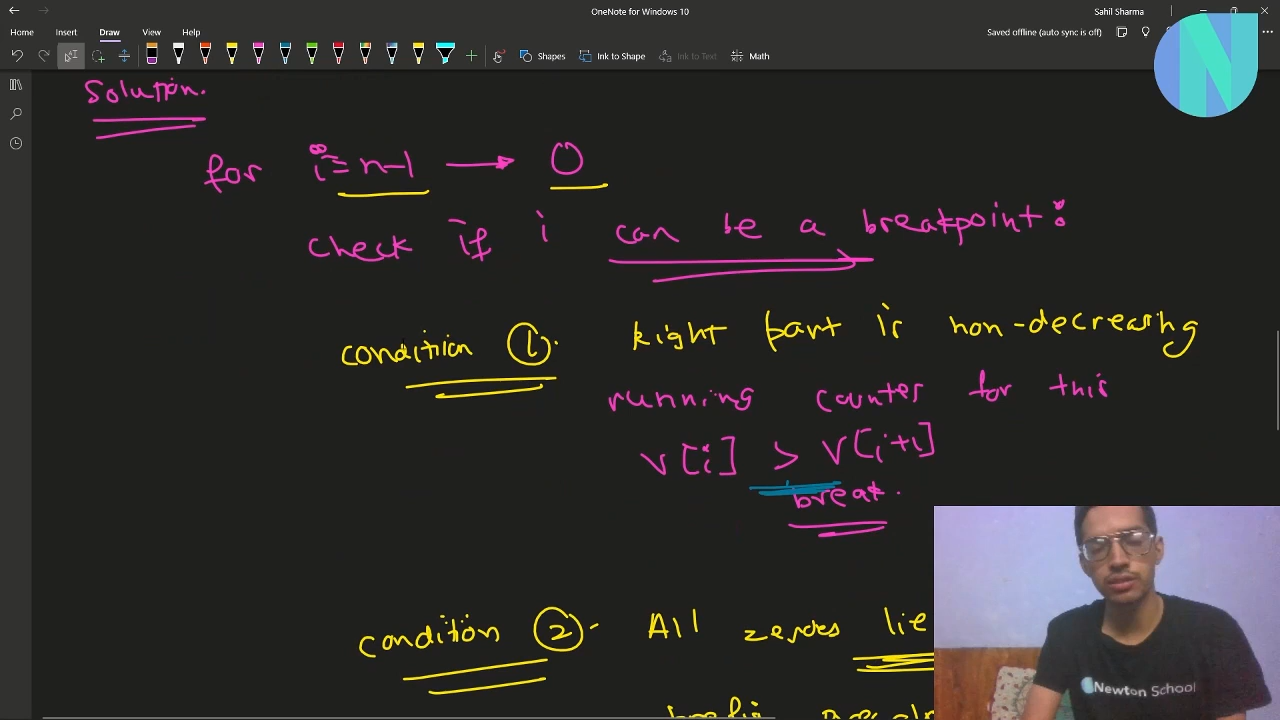 OneNote for Windows 10
Sahil Sharma
Home Insert Draw View Help
Saved offline (auto sync is off)
Shapes Ink to Shape Ink to Text Math
Solution.
for i = n-1 → 0
check if i can be a breakpoint:
condition ①. Right part is non-decreasing
running counter for this
v[i] > v[i+1]
break.
condition ②- All zeroes lie
prefix
Newton School